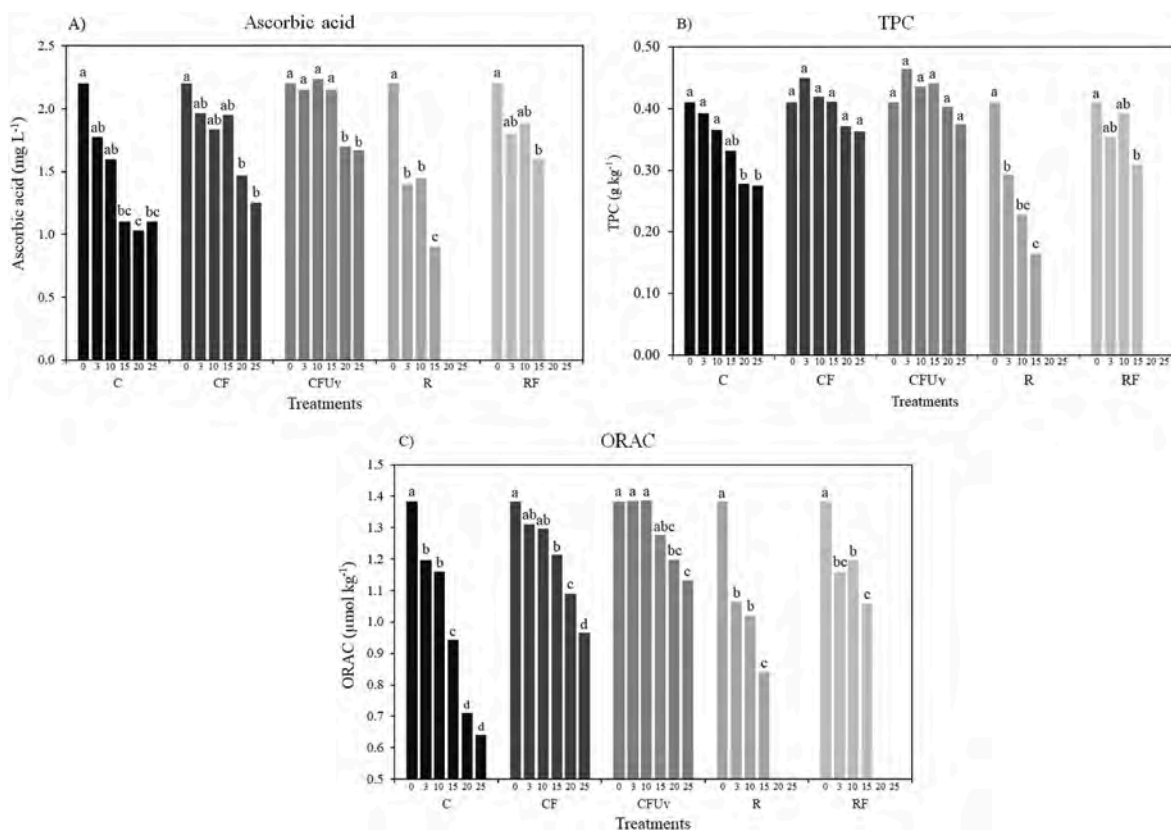 A) Ascorbic acid
2.5
2.0
1.5
1.0
0.5
0.0
Ascorbic acid (mg L⁻¹)
a ab ab bc c bc
a ab ab ab b b
a a a a b b
a b b c
a ab ab b
0 3 10 15 20 25 0 3 10 15 20 25 0 3 10 15 20 25 0 3 10 15 20 25 0 3 10 15 20 25
C CF CFUv R RF
Treatments
B) TPC
0.50
0.40
0.30
0.20
0.10
0.00
TPC (g kg⁻¹)
a a a ab b b
a a a a a a
a a a a a a
a b bc c
a ab ab b
0 3 10 15 20 25 0 3 10 15 20 25 0 3 10 15 20 25 0 3 10 15 20 25 0 3 10 15 20 25
C CF CFUv R RF
Treatments
C) ORAC
1.5
1.4
1.3
1.2
1.1
1.0
0.9
0.8
0.7
0.6
0.5
ORAC (µmol kg⁻¹)
a b b c d d
a ab ab b c d
a a a abc bc c
a b b c
a bc b c
0 3 10 15 20 25 0 3 10 15 20 25 0 3 10 15 20 25 0 3 10 15 20 25 0 3 10 15 20 25
C CF CFUv R RF
Treatments